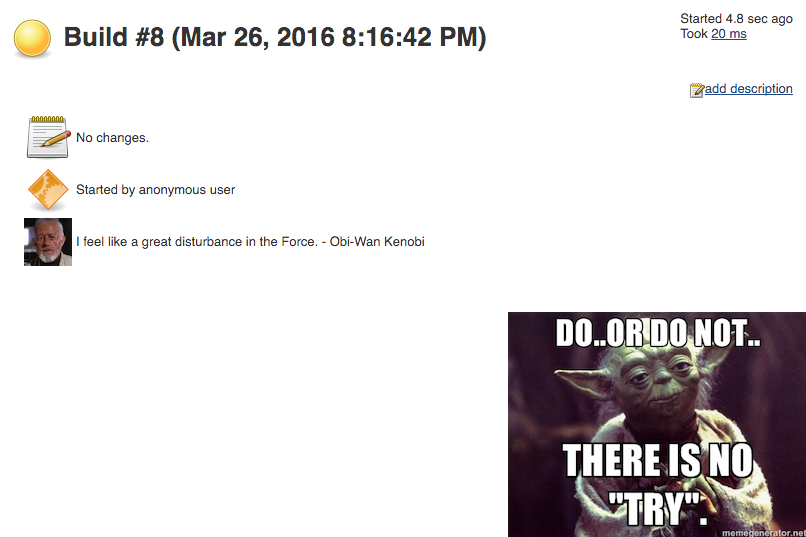 Build #8 (Mar 26, 2016 8:16:42 PM)
Started 4.8 sec ago
Took 20 ms
add description
No changes.
Started by anonymous user
I feel like a great disturbance in the Force. - Obi-Wan Kenobi
DO..OR DO NOT..
THERE IS NO
"TRY".
memegenerator.net